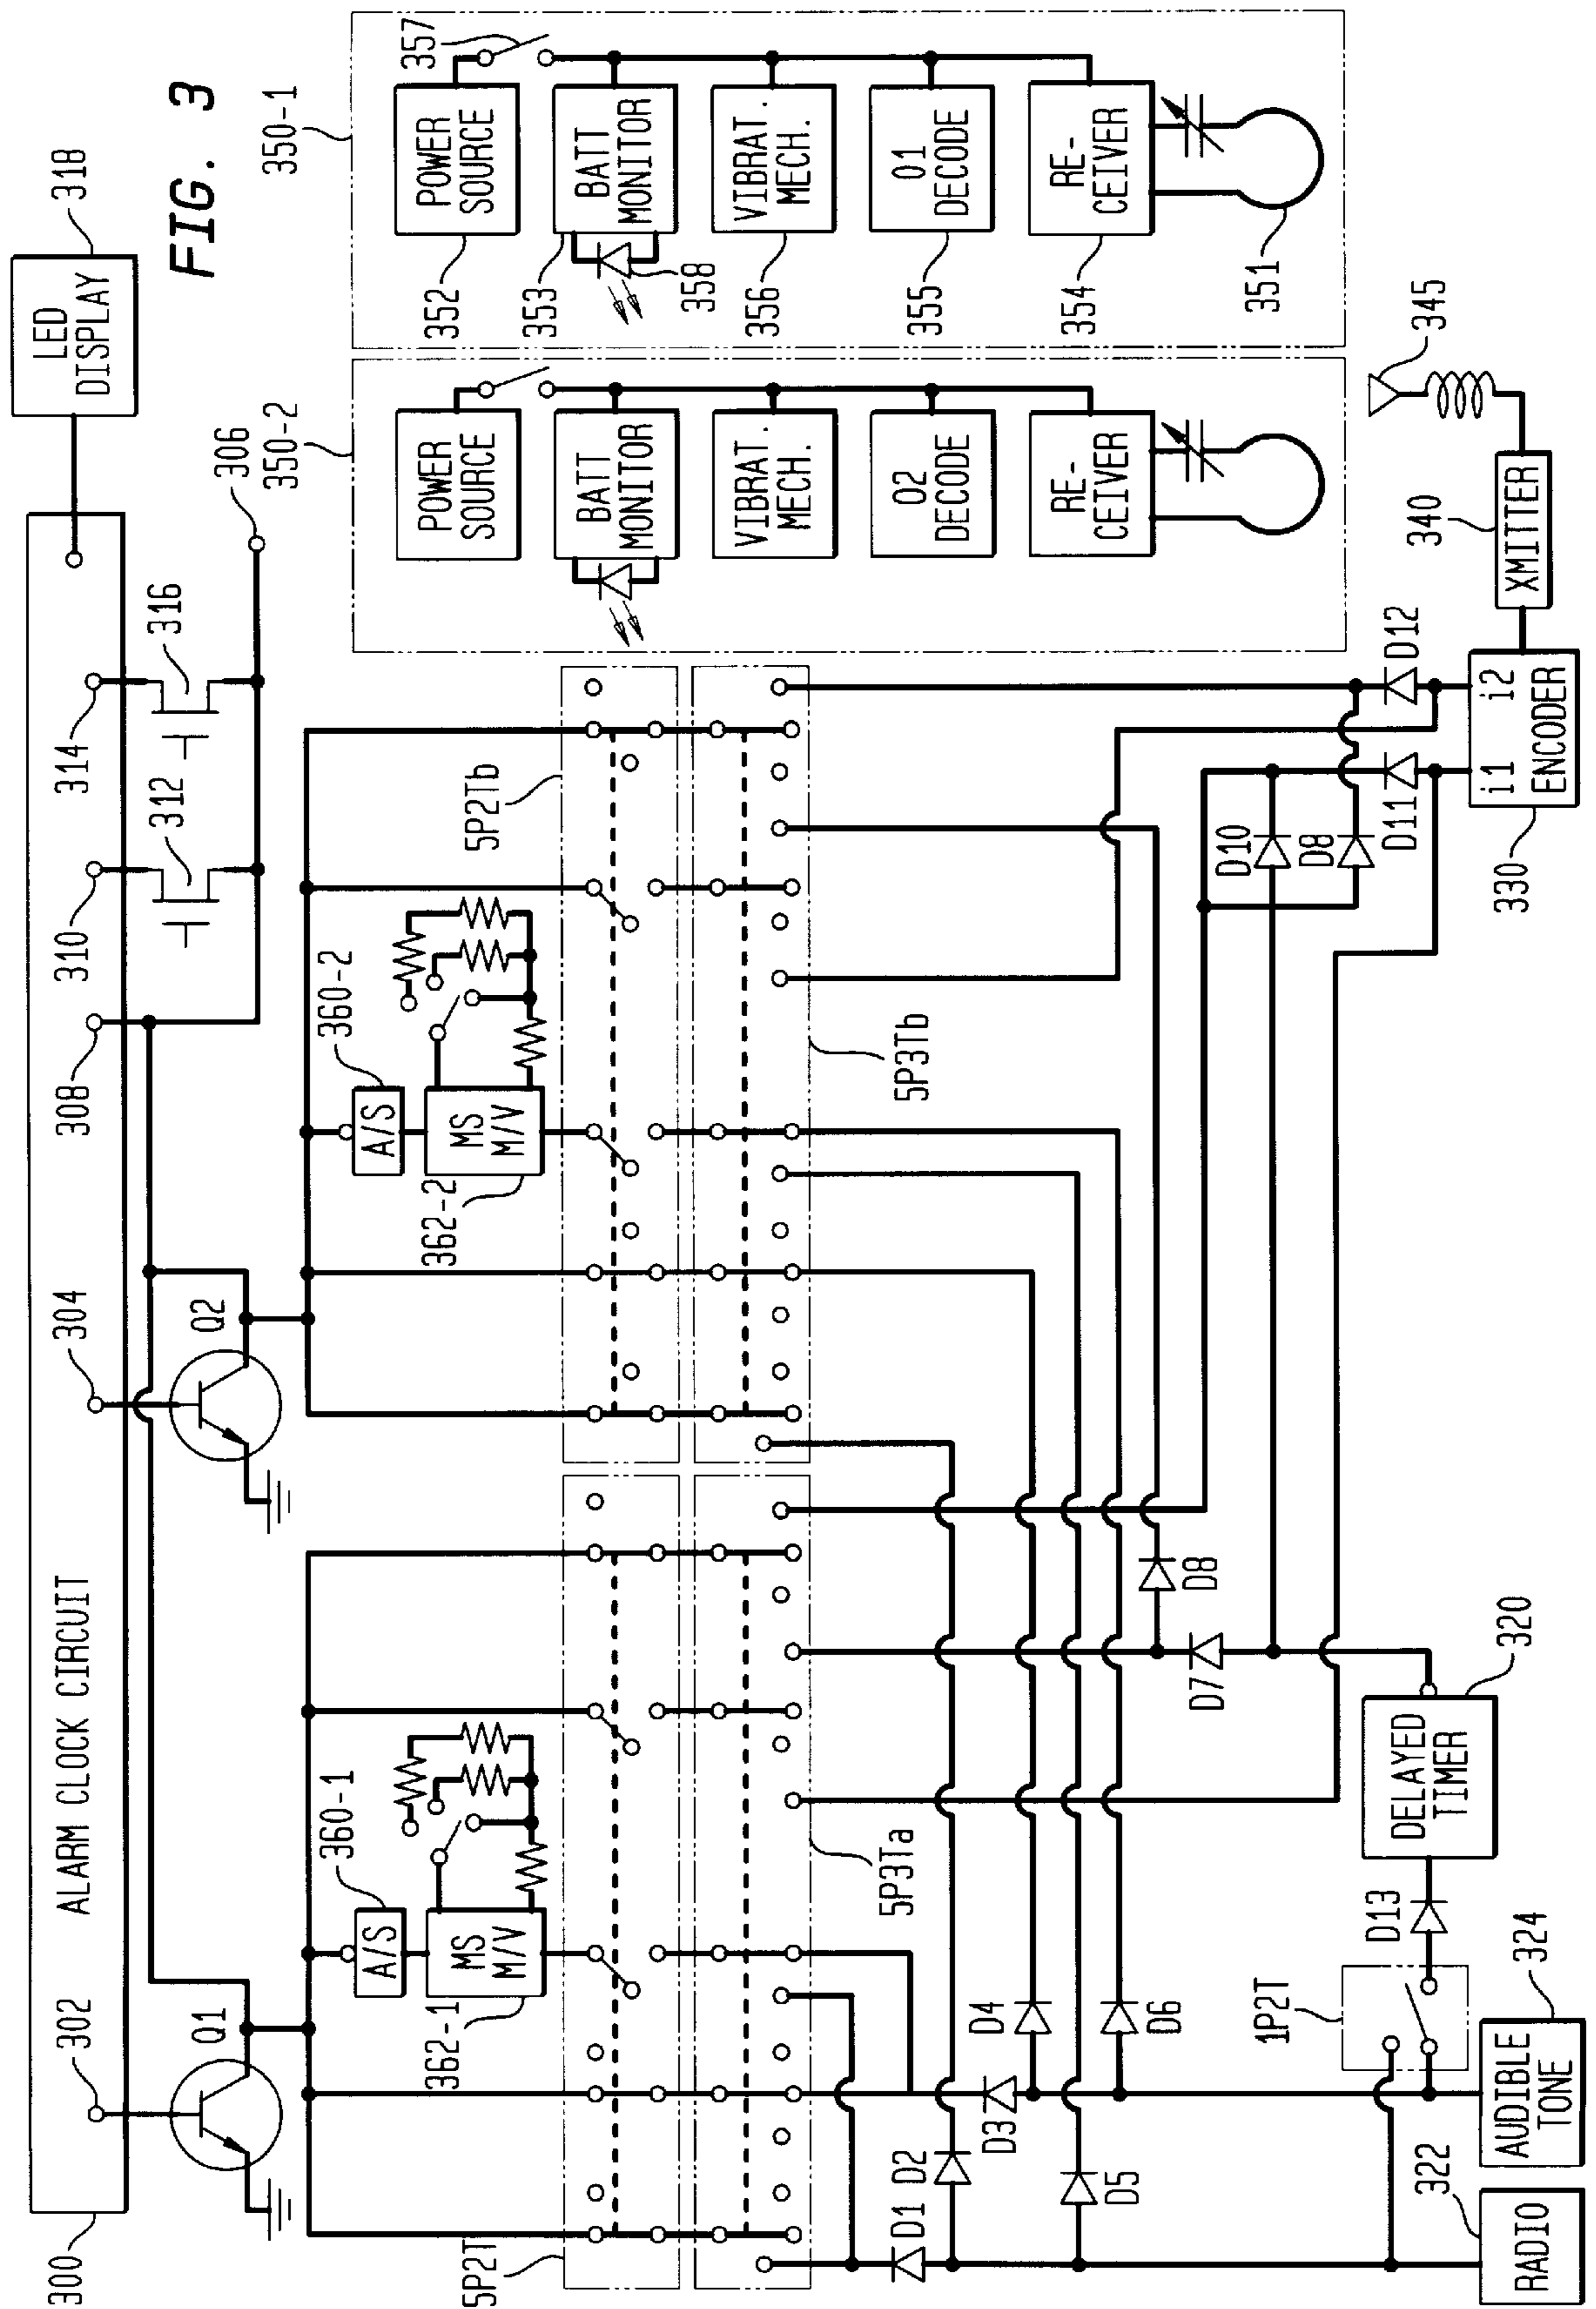 FIG. 3
LED
DISPLAY
318
ALARM CLOCK CIRCUIT
300
302
304
308
310
312
314
316
306
Q1
Q2
350-1
350-2
357
POWER
SOURCE
352
BATT
MONITOR
353
358
VIBRAT.
MECH.
356
01
DECODE
355
RE-
CEIVER
354
351
POWER
SOURCE
BATT
MONITOR
VIBRAT.
MECH.
02
DECODE
RE-
CEIVER
345
340
XMITTER
i1
i2
ENCODER
330
D12
D11
D10
D8
360-1
A/S
MS
M/V
362-1
360-2
A/S
MS
M/V
362-2
5P2T
5P2Tb
5P3Ta
5P3Tb
D1
D2
D3
D4
D5
D6
D7
D8
D13
1P2T
DELAYED
TIMER
320
AUDIBLE
TONE
324
RADIO
322